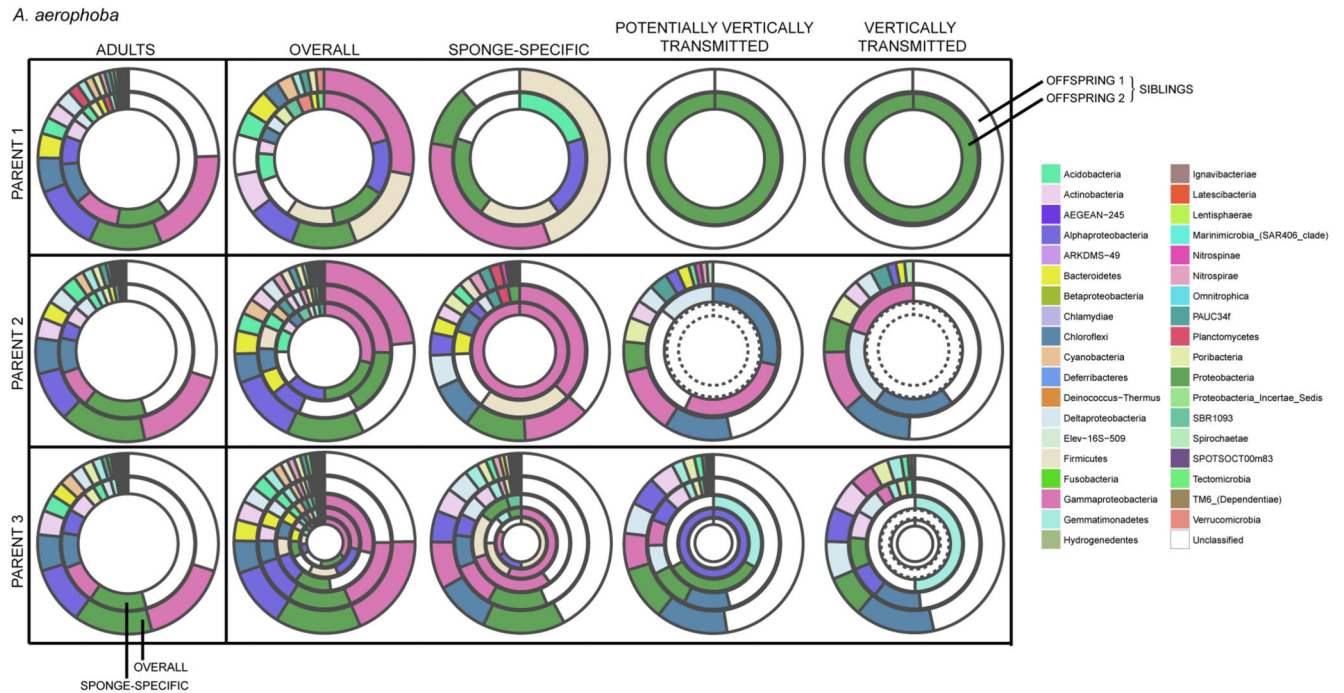 A. aerophoba
ADULTS
OVERALL
SPONGE-SPECIFIC
POTENTIALLY VERTICALLY
TRANSMITTED
VERTICALLY
TRANSMITTED
PARENT 1
OFFSPRING 1
OFFSPRING 2
SIBLINGS
PARENT 2
PARENT 3
OVERALL
SPONGE-SPECIFIC
Acidobacteria
Actinobacteria
AEGEAN-245
Alphaproteobacteria
ARKDMS-49
Bacteroidetes
Betaproteobacteria
Chlamydiae
Chloroflexi
Cyanobacteria
Deferribacteres
Deinococcus-Thermus
Deltaproteobacteria
Elev-16S-509
Firmicutes
Fusobacteria
Gammaproteobacteria
Gemmatimonadetes
Hydrogenedentes
Ignavibacteriae
Latescibacteria
Lentisphaerae
Marinimicrobia_(SAR406_clade)
Nitrospinae
Nitrospirae
Omnitrophica
PAUC34f
Planctomycetes
Poribacteria
Proteobacteria
Proteobacteria_Incertae_Sedis
SBR1093
Spirochaetae
SPOTSOCT00m83
Tectomicrobia
TM6_(Dependentiae)
Verrucomicrobia
Unclassified